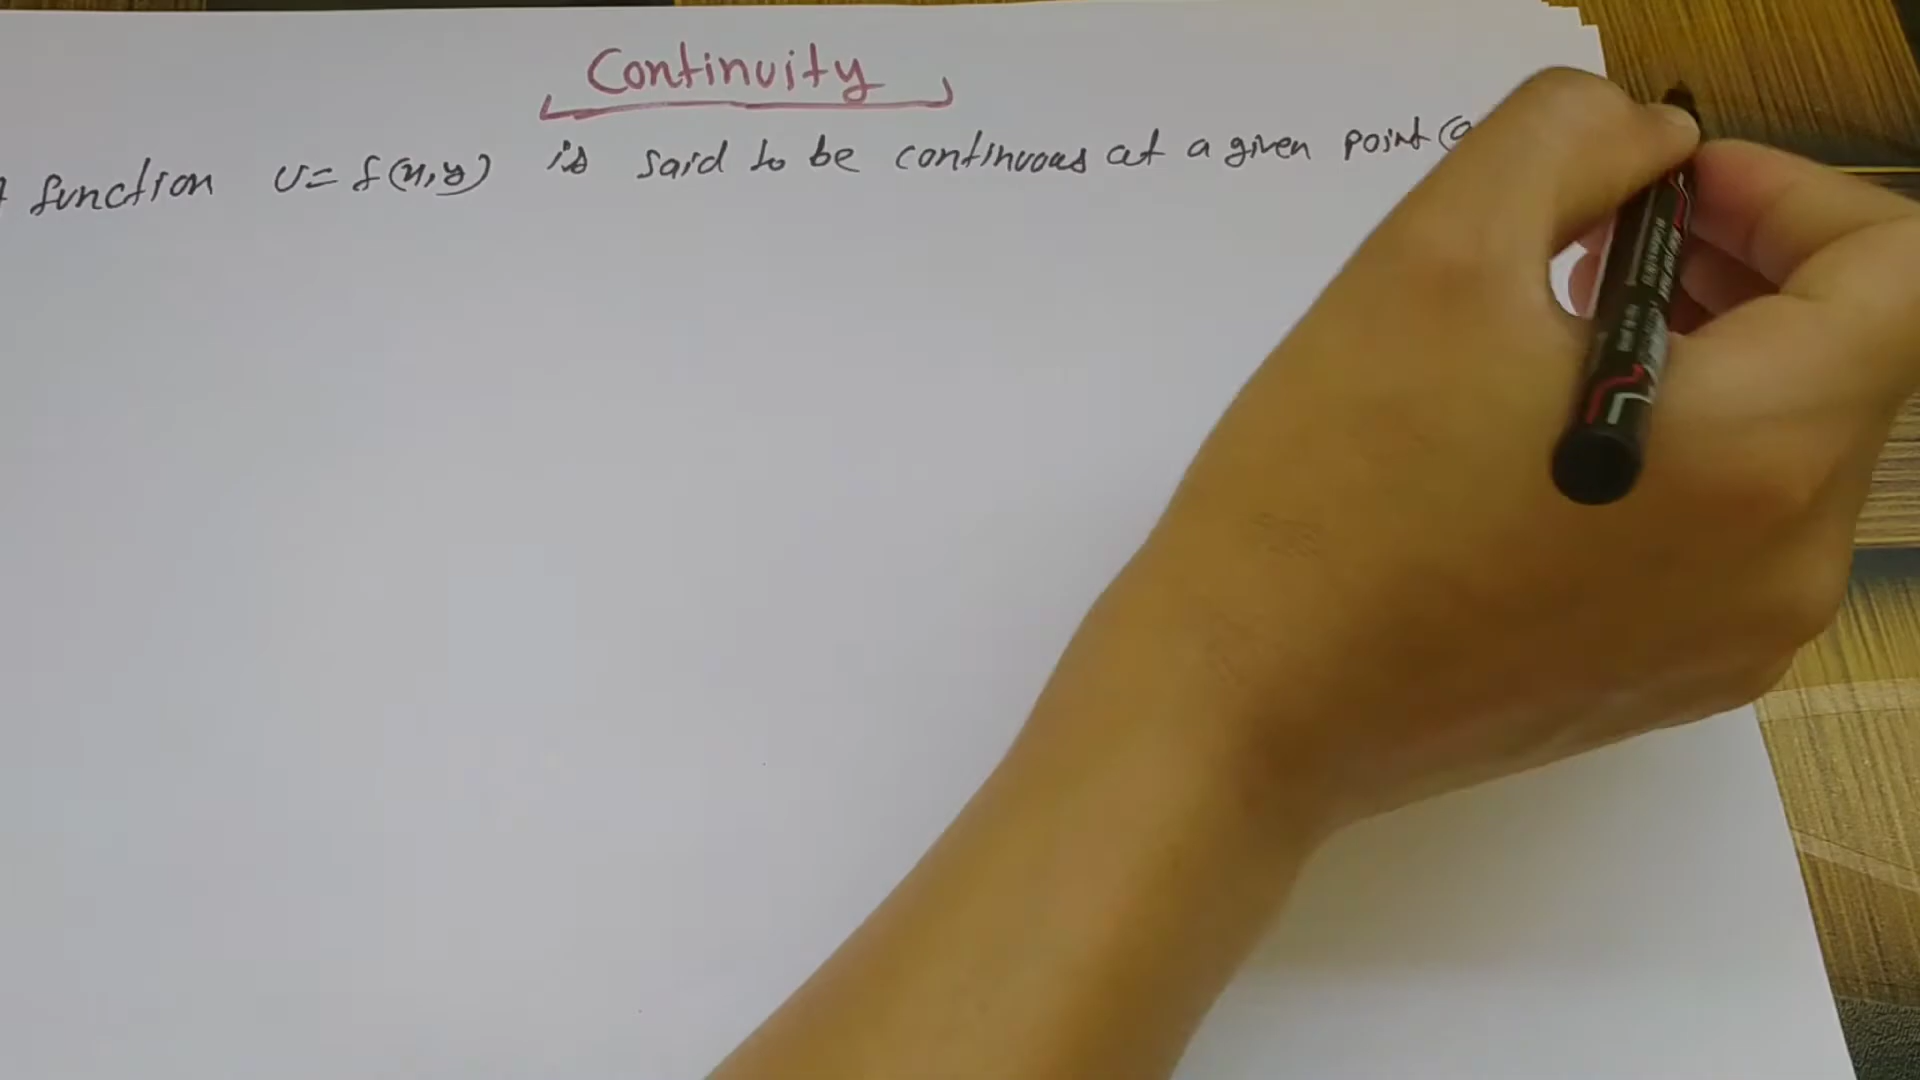 Continuity
function u = f(x,y) is said to be continuous at a given point (a